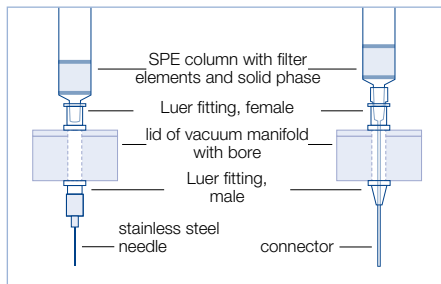 SPE column with filter
elements and solid phase
Luer fitting, female
lid of vacuum manifold
with bore
Luer fitting,
male
stainless steel
needle
connector